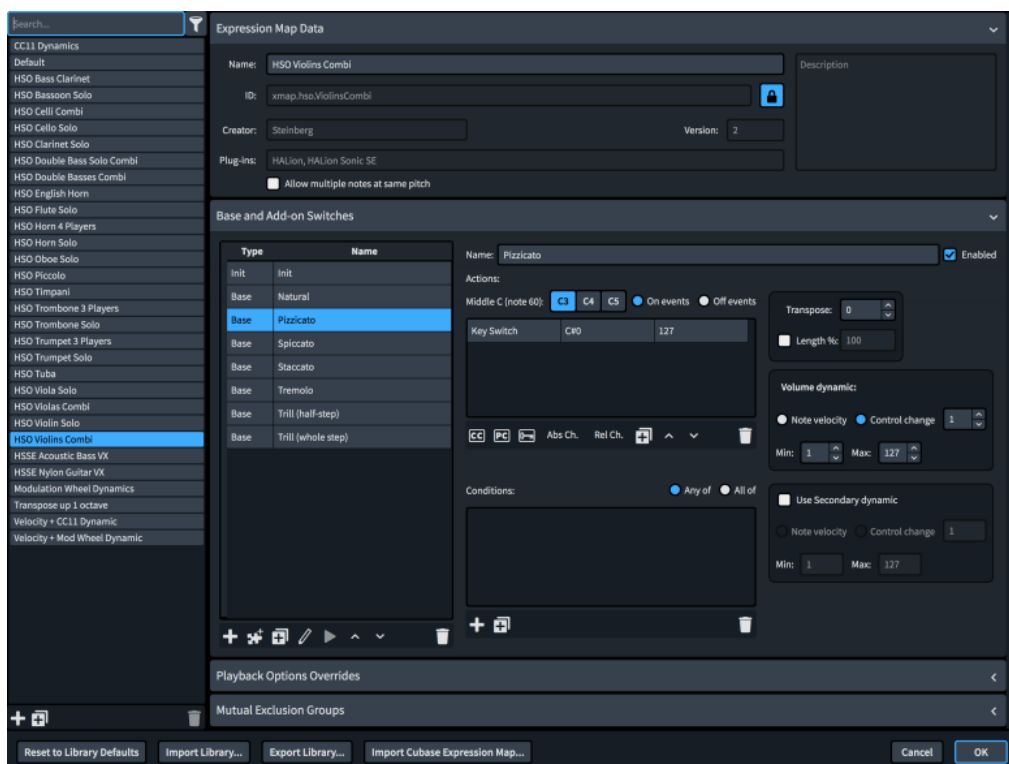 Search...
CC11 Dynamics
Default
HSO Bass Clarinet
HSO Bassoon Solo
HSO Celli Combi
HSO Cello Solo
HSO Clarinet Solo
HSO Double Bass Solo Combi
HSO Double Basses Combi
HSO English Horn
HSO Flute Solo
HSO Horn 4 Players
HSO Horn Solo
HSO Oboe Solo
HSO Piccolo
HSO Timpani
HSO Trombone 3 Players
HSO Trombone Solo
HSO Trumpet 3 Players
HSO Trumpet Solo
HSO Tuba
HSO Viola Solo
HSO Violas Combi
HSO Violin Solo
HSO Violins Combi
HSSE Acoustic Bass VX
HSSE Nylon Guitar VX
Modulation Wheel Dynamics
Transpose up 1 octave
Velocity + CC11 Dynamic
Velocity + Mod Wheel Dynamic
Expression Map Data
Name: HSO Violins Combi
Description
ID: xmap.hso.ViolinsCombi
Creator: Steinberg Version: 2
Plug-ins: HALion, HALion Sonic SE
Allow multiple notes at same pitch
Base and Add-on Switches
Type Name
Init Init
Base Natural
Base Pizzicato
Base Spiccato
Base Staccato
Base Tremolo
Base Trill (half-step)
Base Trill (whole step)
Name: Pizzicato Enabled
Actions:
Middle C (note 60): C3 C4 C5 On events Off events
Key Switch C#0 127
CC PC Abs Ch. Rel Ch.
Conditions: Any of All of
Transpose: 0
Length %: 100
Volume dynamic:
Note velocity Control change 1
Min: 1 Max: 127
Use Secondary dynamic
Note velocity Control change 1
Min: 1 Max: 127
Playback Options Overrides
Mutual Exclusion Groups
Reset to Library Defaults Import Library... Export Library... Import Cubase Expression Map... Cancel OK